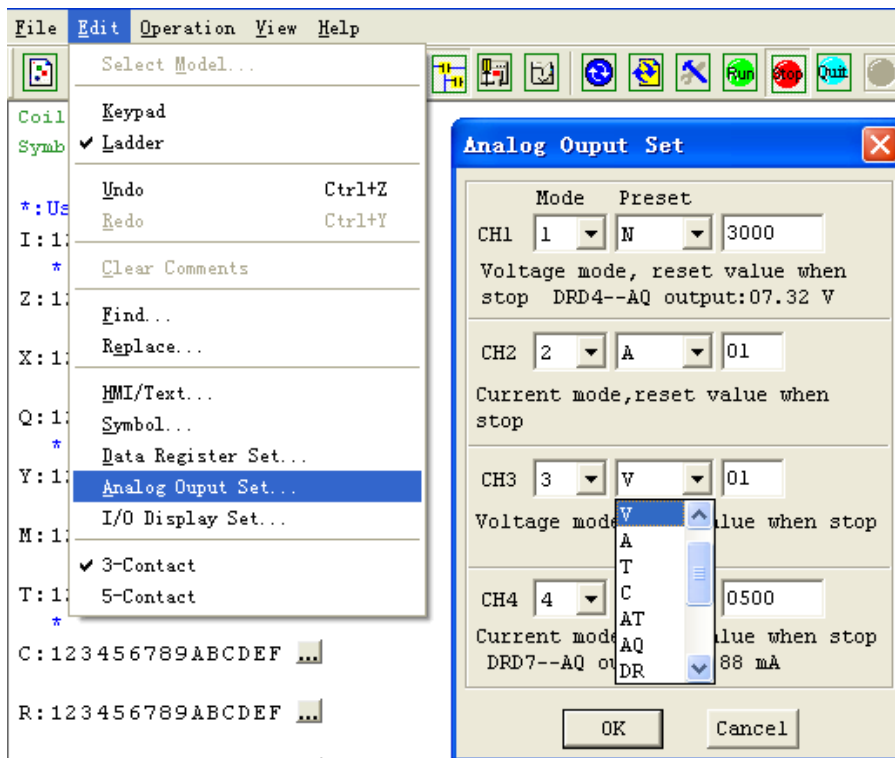 File Edit Operation View Help
Select Model...
Keypad
Ladder
Undo Ctrl+Z
Redo Ctrl+Y
Clear Comments
Find...
Replace...
HMI/Text...
Symbol...
Data Register Set...
Analog Ouput Set...
I/O Display Set...
3-Contact
5-Contact
Run Stop Quit
Coil
Symb
*:Us
I:1
*
Z:1
X:1
Q:1
*
Y:1
M:1
T:1
*
C:123456789ABCDEF ...
R:123456789ABCDEF ...
Analog Ouput Set
Mode Preset
CH1 1 N 3000
Voltage mode, reset value when
stop DRD4--AQ output:07.32 V
CH2 2 A 01
Current mode,reset value when
stop
CH3 3 V 01
Voltage mod lue when stop
V
A
T
C
AT
AQ
DR
CH4 4 0500
Current mod lue when stop
DRD7--AQ ou 88 mA
OK Cancel